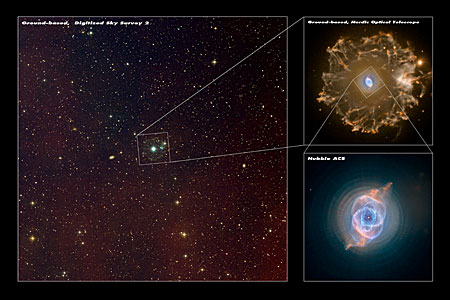 Ground-based, Digitized Sky Survey 2
Ground-based, Nordic Optical Telescope
Hubble ACS